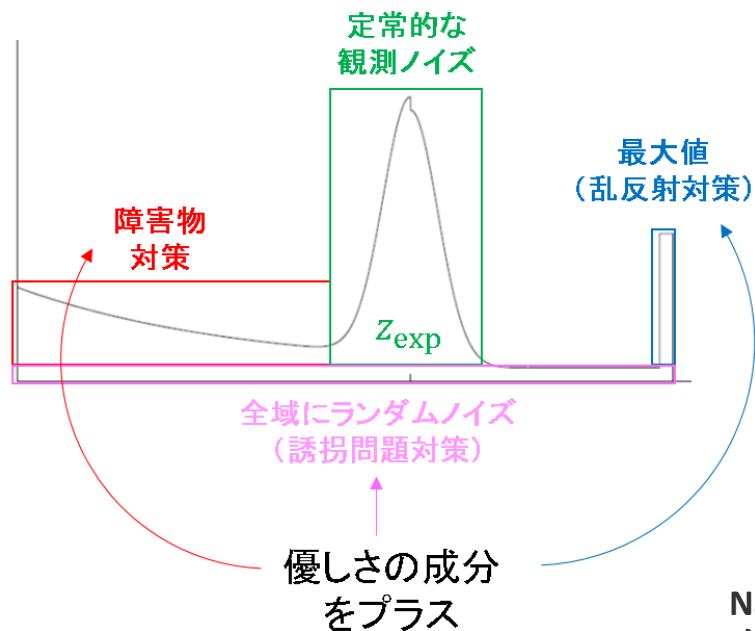 定常的な
観測ノイズ
最大値
（乱反射対策）
障害物
対策
z_exp
全域にランダムノイズ
（誘拐問題対策）
優しさの成分
をプラス
N